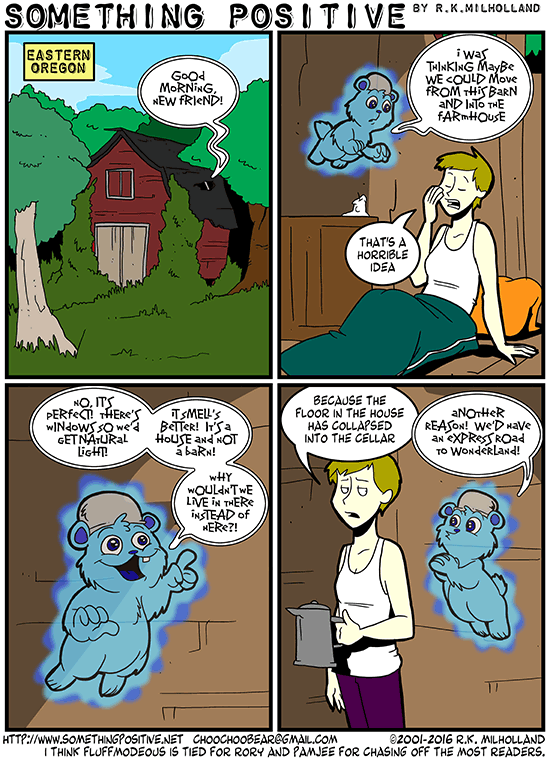 SOMETHING POSITIVE BY R.K.MILHOLLAND
EASTERN
OREGON
GOOD
MORNING,
NEW FRIEND!
I WAS
THINKING MAYBE
WE COULD MOVE
FROM THIS BARN
AND INTO THE
FARMHOUSE
THAT'S A
HORRIBLE
IDEA
NO, IT'S
PERFECT! THERE'S
WINDOWS SO WE'D
GET NATURAL
LIGHT!
IT SMELL'S
BETTER! IT'S A
HOUSE AND NOT
A BARN!
WHY
WOULDN'T WE
LIVE IN THERE
INSTEAD OF
HERE?!
BECAUSE THE
FLOOR IN THE HOUSE
HAS COLLAPSED
INTO THE CELLAR
ANOTHER
REASON! WE'D HAVE
AN EXPRESS ROAD
TO WONDERLAND!
HTTP://WWW.SOMETHINGPOSITIVE.NET CHOOCHOOBEAR@GMAIL.COM ©2001-2016 R.K. MILHOLLAND
I THINK FLUFFMODEOUS IS TIED FOR RORY AND PAMJEE FOR CHASING OFF THE MOST READERS.